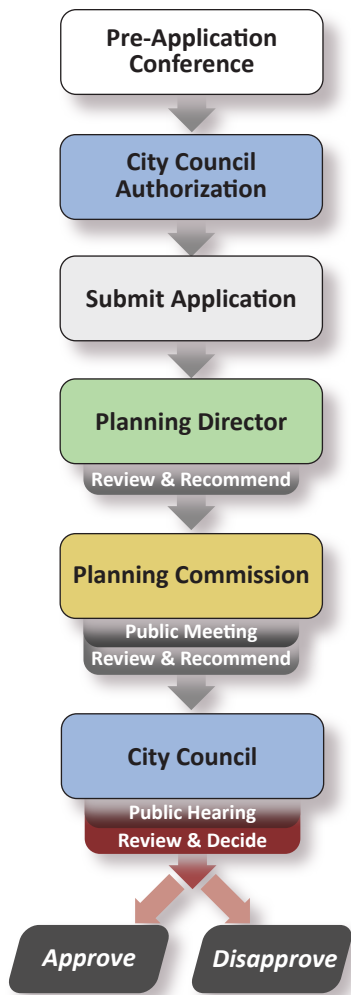 Pre-Application
Conference
City Council
Authorization
Submit Application
Planning Director
Review & Recommend
Planning Commission
Public Meeting
Review & Recommend
City Council
Public Hearing
Review & Decide
Approve
Disapprove